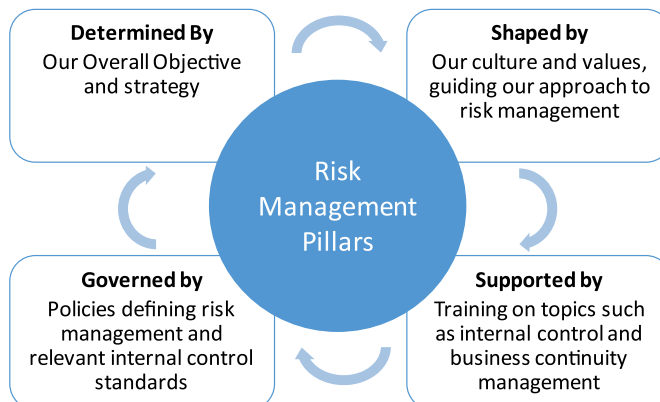 Determined By
Our Overall Objective
and strategy
Shaped by
Our culture and values,
guiding our approach to
risk management
Risk
Management
Pillars
Governed by
Policies defining risk
management and
relevant internal control
standards
Supported by
Training on topics such
as internal control and
business continuity
management